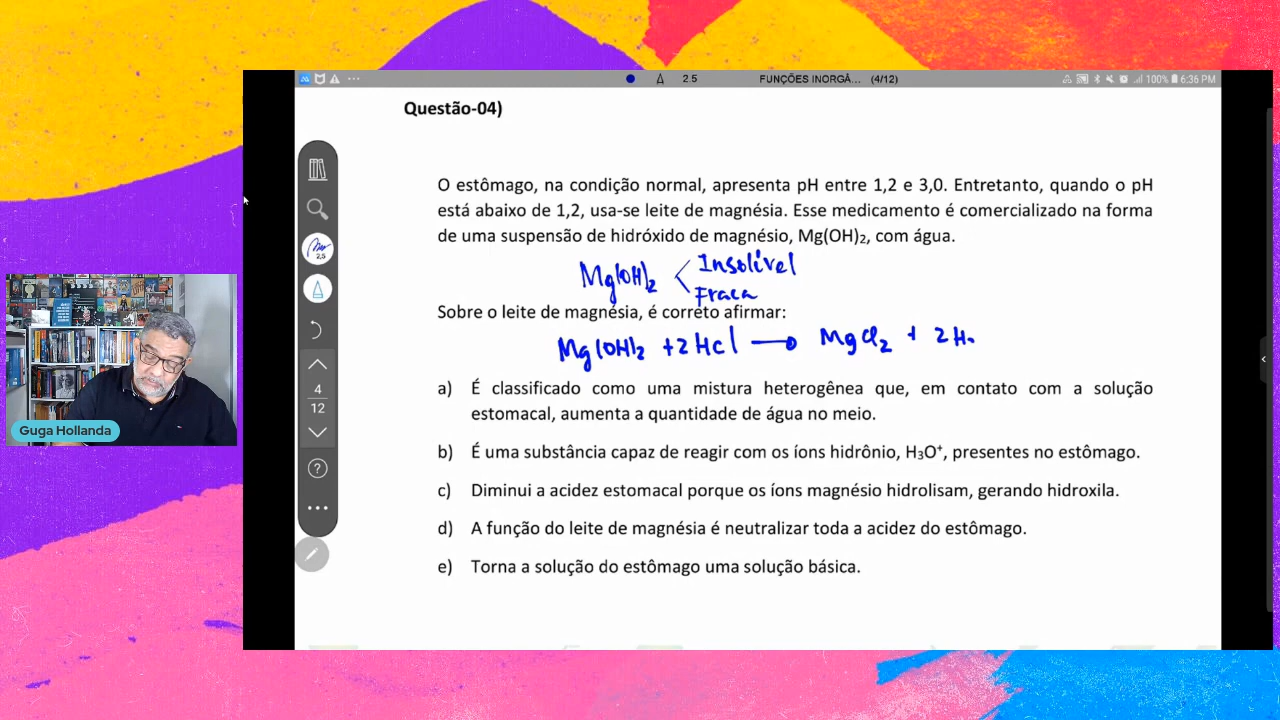 2.5
FUNÇÕES INORGÂ... (4/12)
100% 6:36 PM
Questão-04)
O estômago, na condição normal, apresenta pH entre 1,2 e 3,0. Entretanto, quando o pH
está abaixo de 1,2, usa-se leite de magnésia. Esse medicamento é comercializado na forma
de uma suspensão de hidróxido de magnésio, Mg(OH)₂, com água.
Mg(OH)₂ < Insolível
Fraca
Sobre o leite de magnésia, é correto afirmar:
Mg(OH)₂ + 2 HCl → MgCl₂ + 2 H
a) É classificado como uma mistura heterogênea que, em contato com a solução
estomacal, aumenta a quantidade de água no meio.
b) É uma substância capaz de reagir com os íons hidrônio, H₃O⁺, presentes no estômago.
c) Diminui a acidez estomacal porque os íons magnésio hidrolisam, gerando hidroxila.
d) A função do leite de magnésia é neutralizar toda a acidez do estômago.
e) Torna a solução do estômago uma solução básica.
2,5
4
12
?
Guga Hollanda